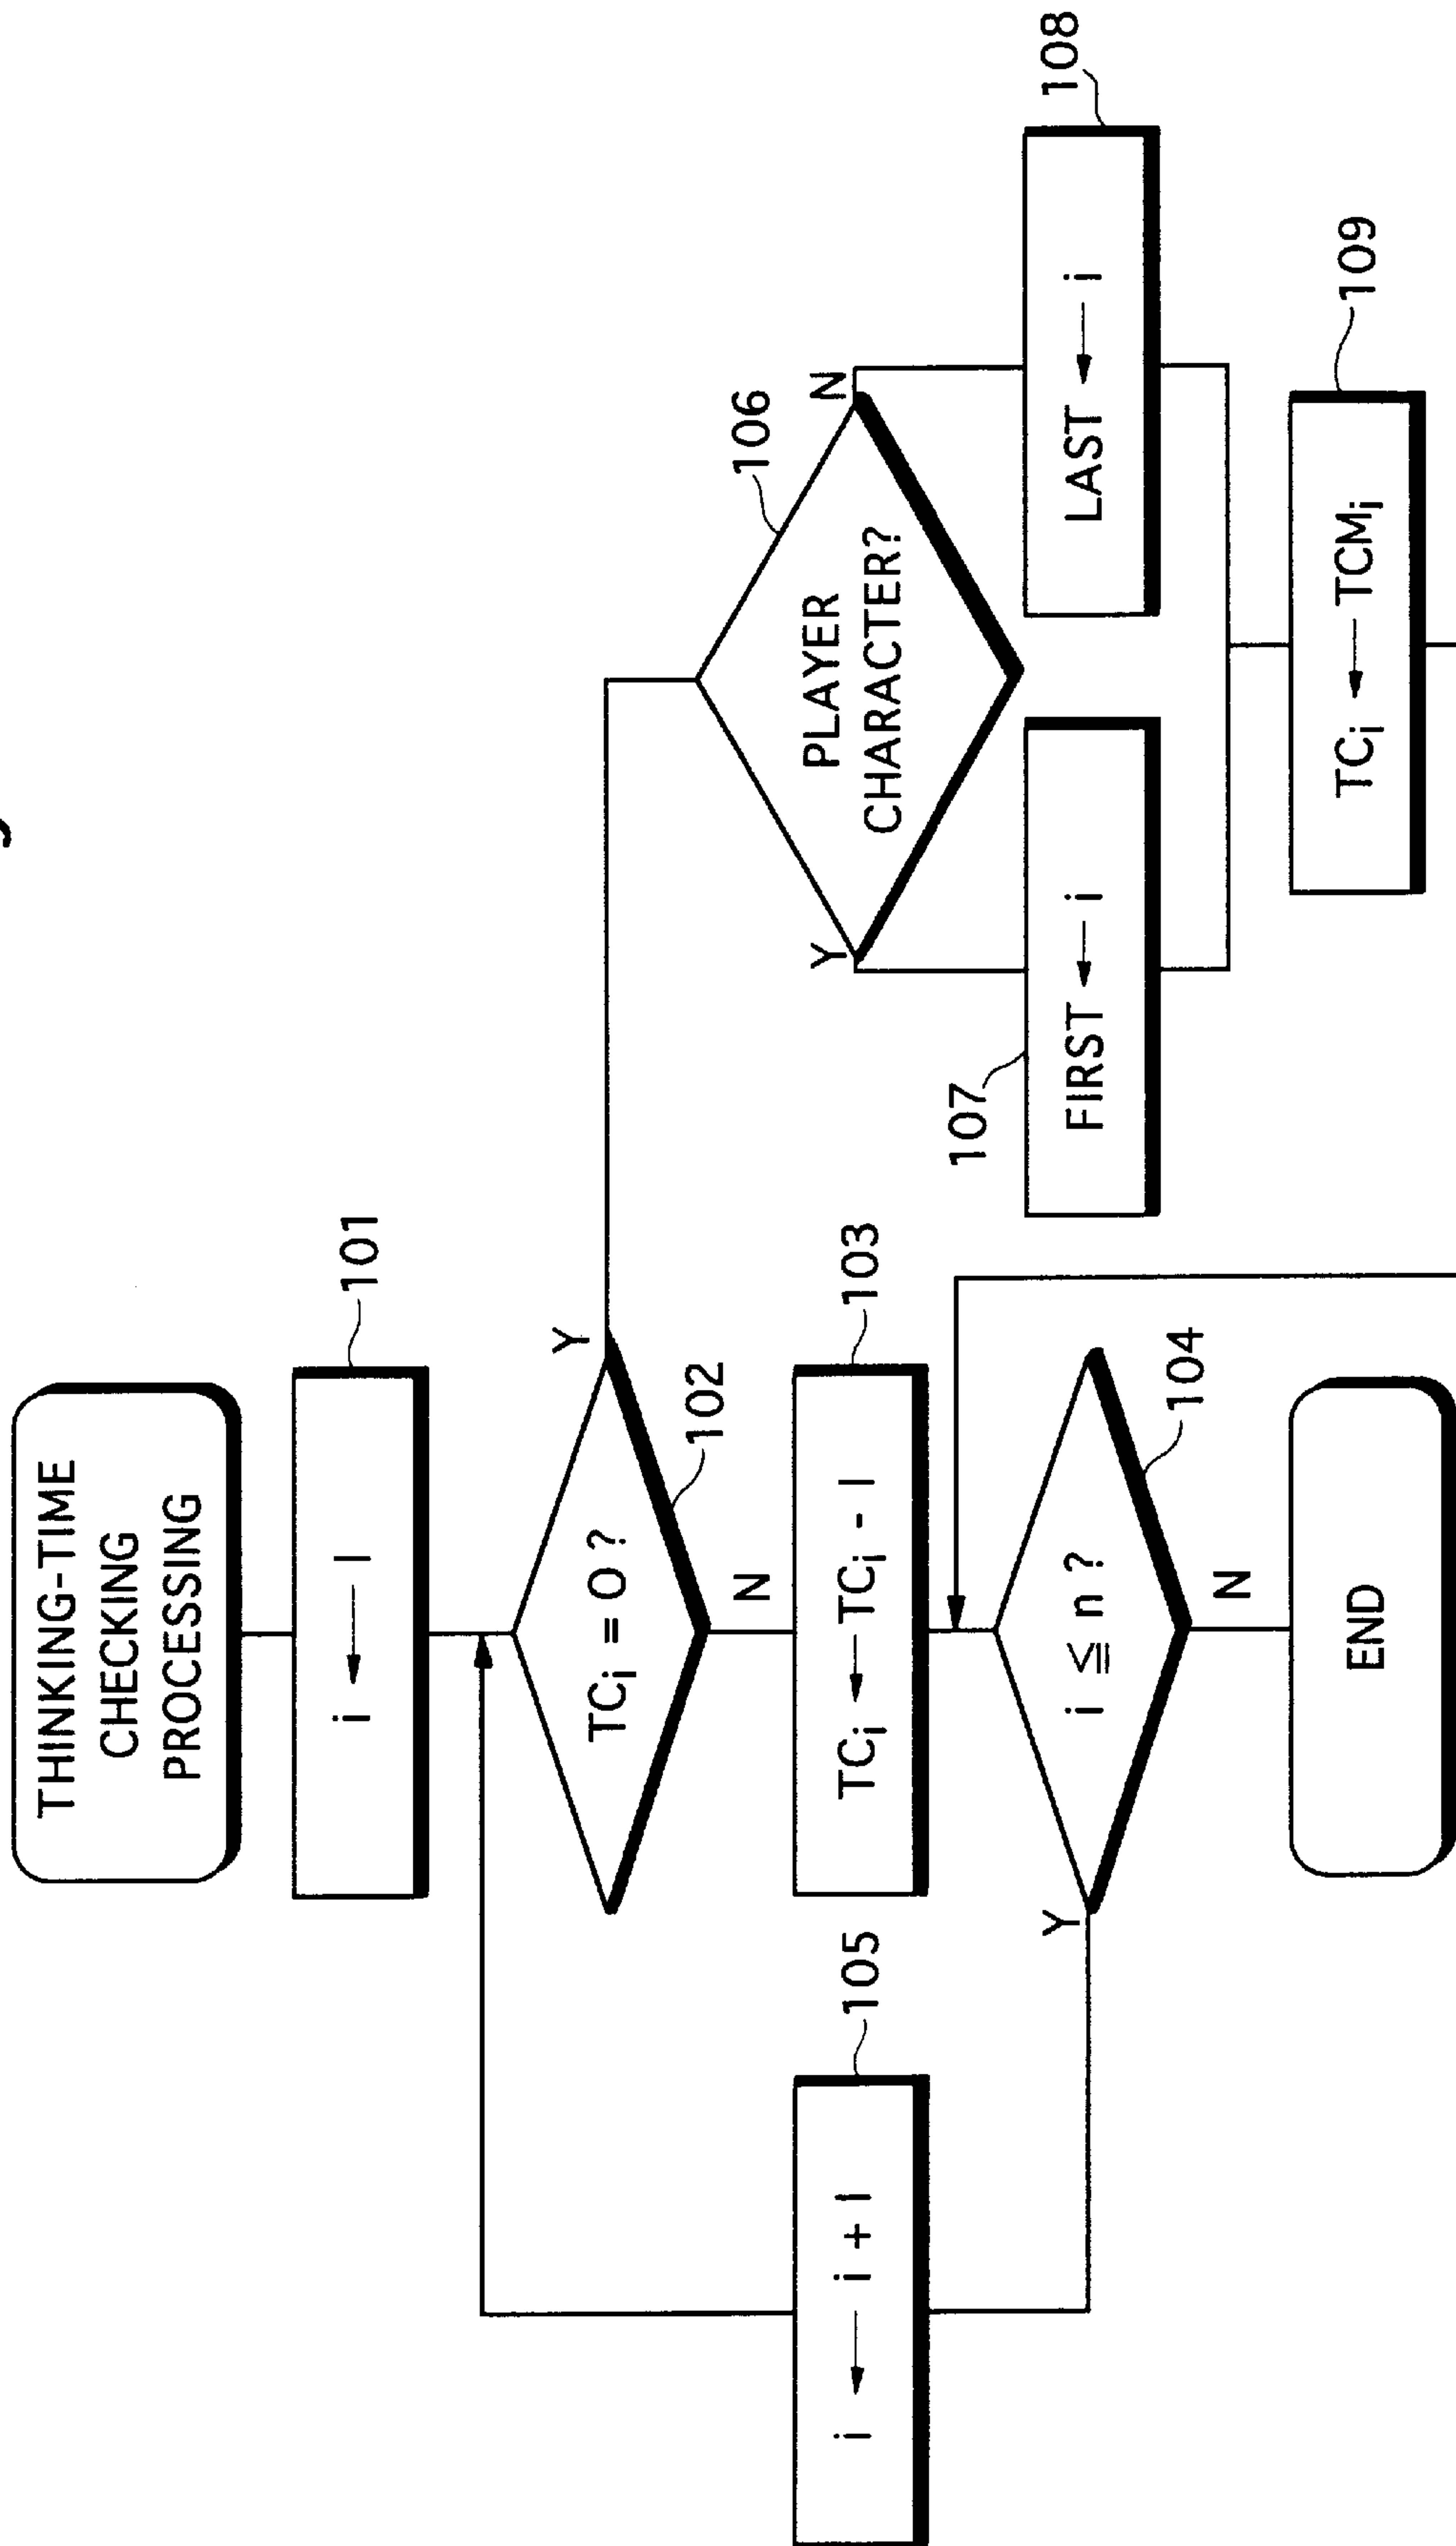 THINKING-TIME
CHECKING
PROCESSING
i ← 1
101
TCi = 0 ?
Y
N
102
TCi ← TCi - 1
103
i ≦ n ?
Y
N
104
END
i ← i + 1
105
PLAYER
CHARACTER?
Y
N
106
FIRST ← i
107
LAST ← i
108
TCi ← TCMi
109